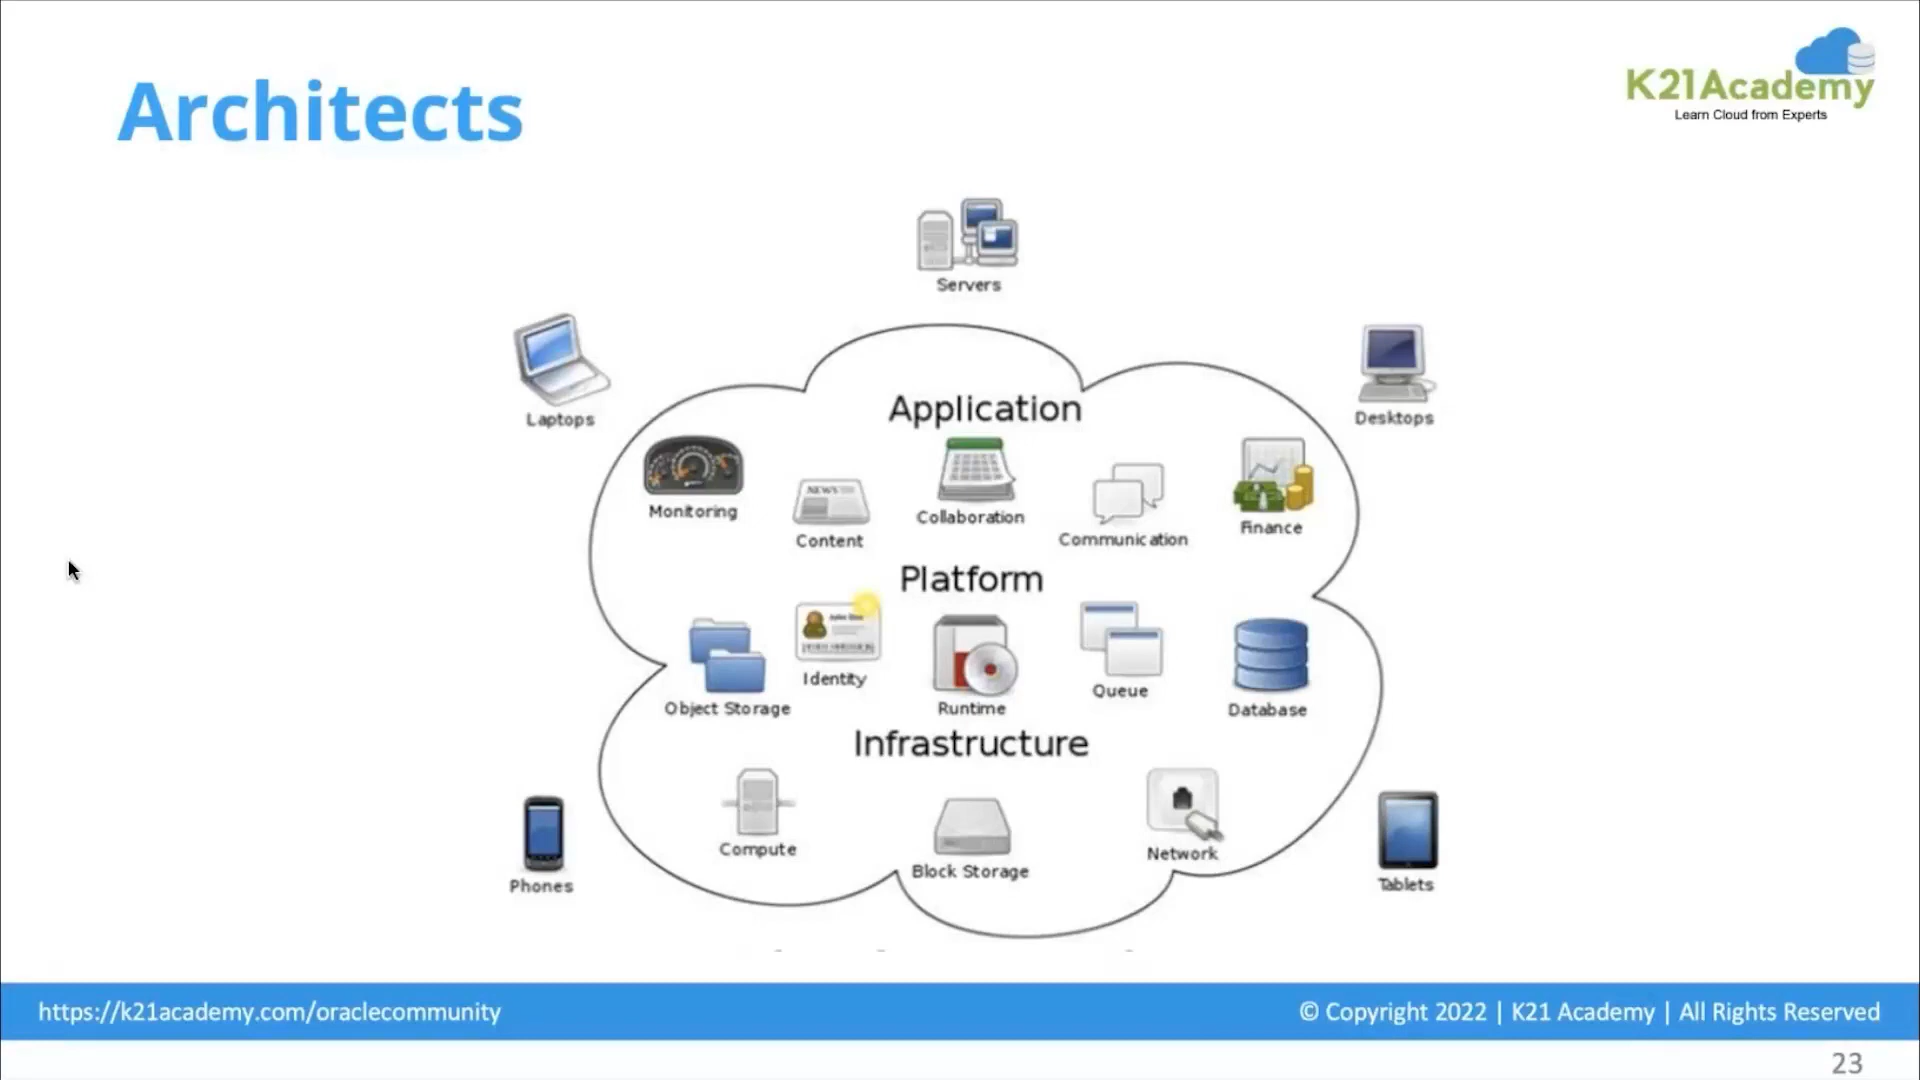 Architects
K21Academy
Learn Cloud from Experts
Servers
Laptops
Desktops
Application
Monitoring
NEWS
Content
Collaboration
Communication
Finance
Platform
Object Storage
Identity
Runtime
Queue
Database
Infrastructure
Compute
Block Storage
Network
Phones
Tablets
https://k21academy.com/oraclecommunity
© Copyright 2022 | K21 Academy | All Rights Reserved
23